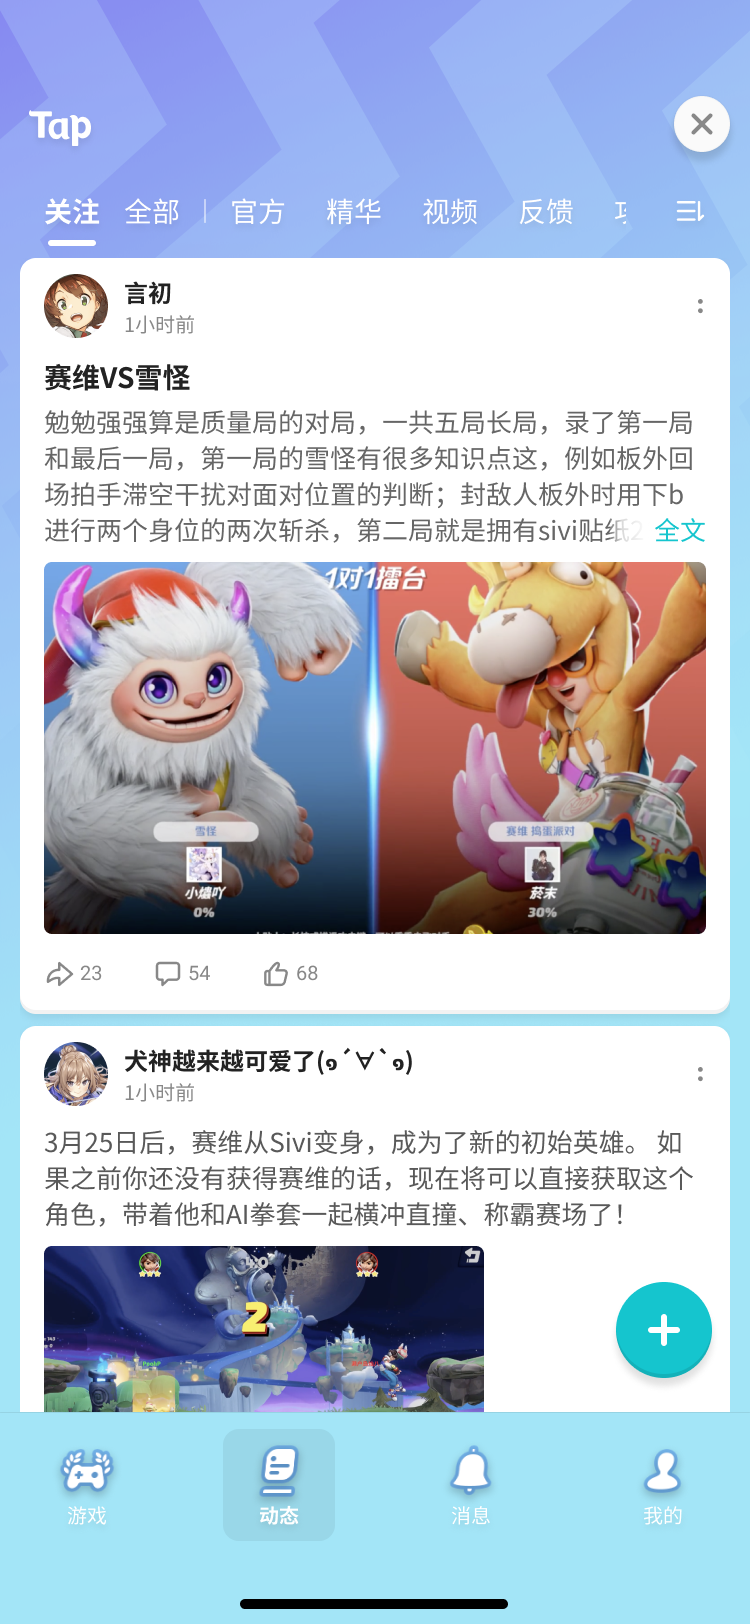 Tap
关注 全部 官方 精华 视频 反馈
言初
1小时前
赛维VS雪怪
勉勉强强算是质量局的对局，一共五局长局，录了第一局
和最后一局，第一局的雪怪有很多知识点这，例如板外回
场拍手滞空干扰对面对位置的判断；封敌人板外时用下b
进行两个身位的两次斩杀，第二局就是拥有sivi贴纸2 全文
1对1擂台
雪怪
赛维 捣蛋派对
小嬉吖
菸末
0%
30%
23 54 68
犬神越来越可爱了(๑´∀`๑)
1小时前
3月25日后，赛维从Sivi变身，成为了新的初始英雄。 如
果之前你还没有获得赛维的话，现在将可以直接获取这个
角色，带着他和AI拳套一起横冲直撞、称霸赛场了！
2
游戏 动态 消息 我的